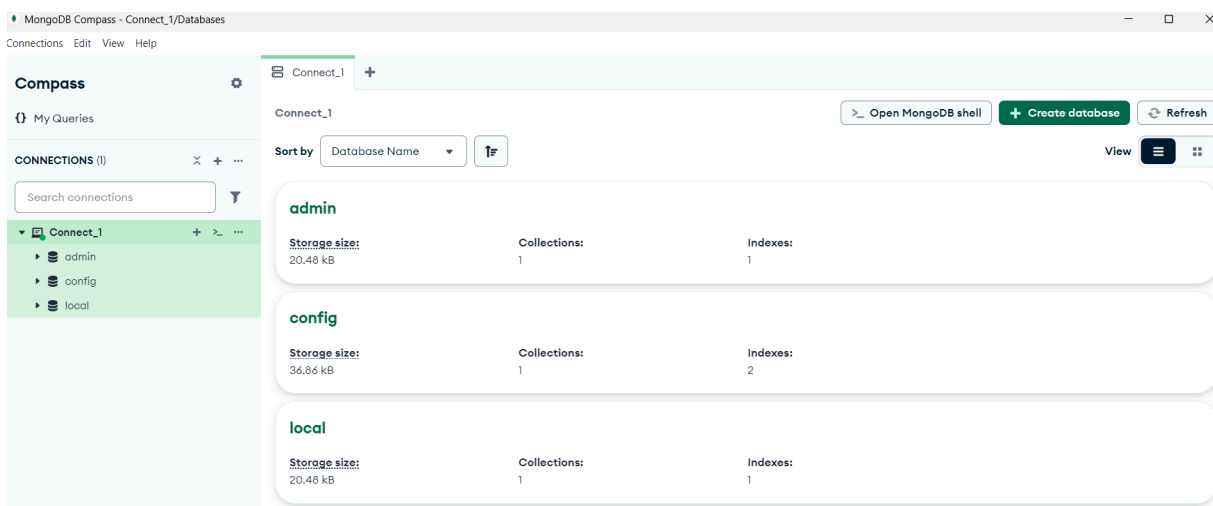 MongoDB Compass - Connect_1/Databases
Connections Edit View Help
Compass
{} My Queries
CONNECTIONS (1)
Search connections
Connect_1
admin
config
local
Connect_1
Connect_1
>_ Open MongoDB shell
+ Create database
Refresh
Sort by Database Name
View
admin
Storage size: Collections: Indexes:
20.48 kB 1 1
config
Storage size: Collections: Indexes:
36.86 kB 1 2
local
Storage size: Collections: Indexes:
20.48 kB 1 1